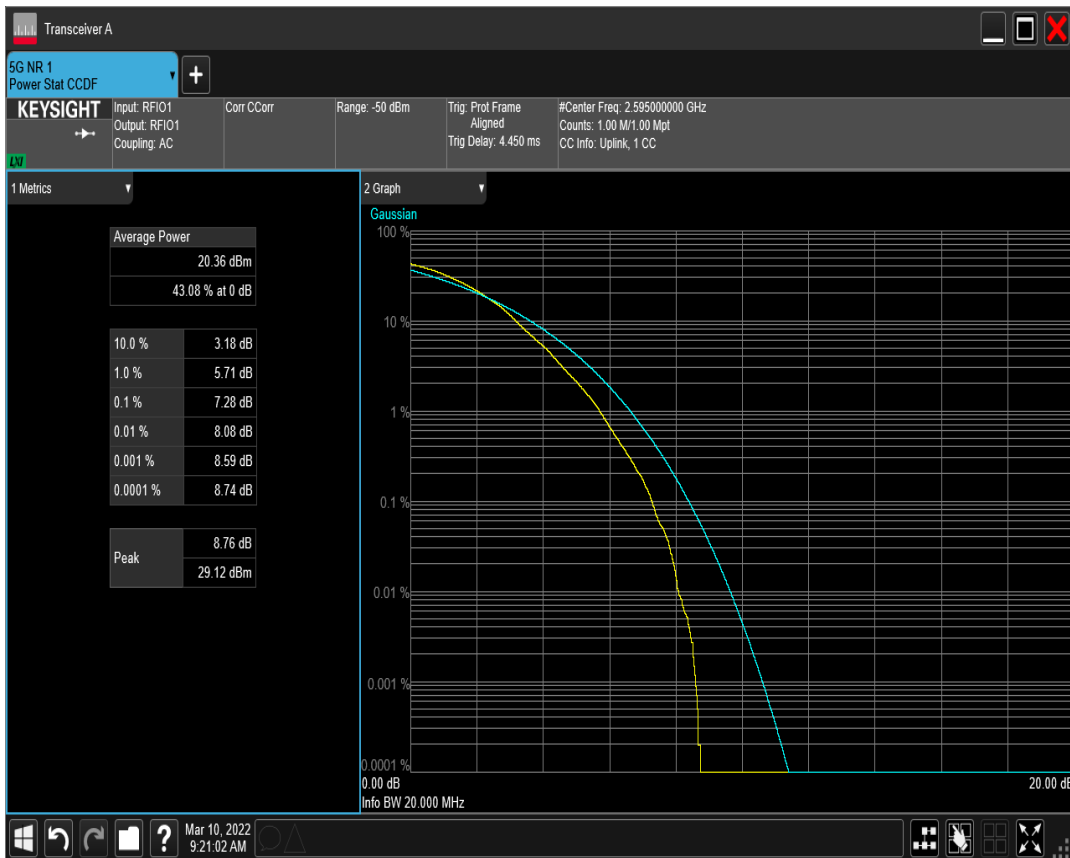 Transceiver A
5G NR 1
Power Stat CCDF
+
KEYSIGHT
LXI
Input: RFIO1
Output: RFIO1
Coupling: AC
Corr CCorr
Range: -50 dBm
Trig: Prot Frame
Aligned
Trig Delay: 4.450 ms
#Center Freq: 2.595000000 GHz
Counts: 1.00 M/1.00 Mpt
CC Info: Uplink, 1 CC
1 Metrics
Average Power
20.36 dBm
43.08 % at 0 dB
10.0 % 3.18 dB
1.0 % 5.71 dB
0.1 % 7.28 dB
0.01 % 8.08 dB
0.001 % 8.59 dB
0.0001 % 8.74 dB
Peak 8.76 dB
29.12 dBm
2 Graph
Gaussian
100 %
10 %
1 %
0.1 %
0.01 %
0.001 %
0.0001 %
0.00 dB 20.00 dB
Info BW 20.000 MHz
?
Mar 10, 2022
9:21:02 AM